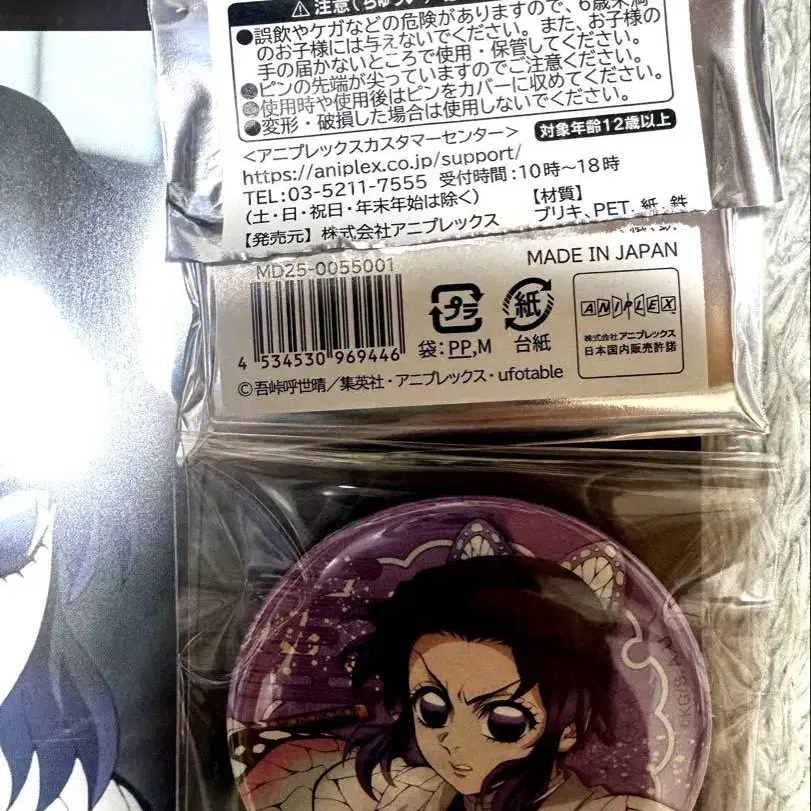 ⚠注意(ちゅうい)
●誤飲やケガなどの危険がありますので、6歳未満
のお子様には与えないでください。また、お子様の
手の届かないところで使用・保管してください。
●ピンの先端が尖っていますのでご注意ください。
●使用時や使用後はピンをカバーに収めてください。
●変形・破損した場合は使用しないでください。
<アニプレックスカスタマーセンター> 対象年齢12歳以上
https://aniplex.co.jp/support/
TEL:03-5211-7555 受付時間:10時〜18時
(土・日・祝日・年末年始は除く) 【材質】
【発売元】株式会社アニプレックス ブリキ、PET、紙、鉄
MD25-0055001 MADE IN JAPAN
4 534530 969446
プラ 紙
袋:PP,M 台紙
ANIPLEX
株式会社アニプレックス
日本国内販売許諾
©吾峠呼世晴/集英社・アニプレックス・ufotable